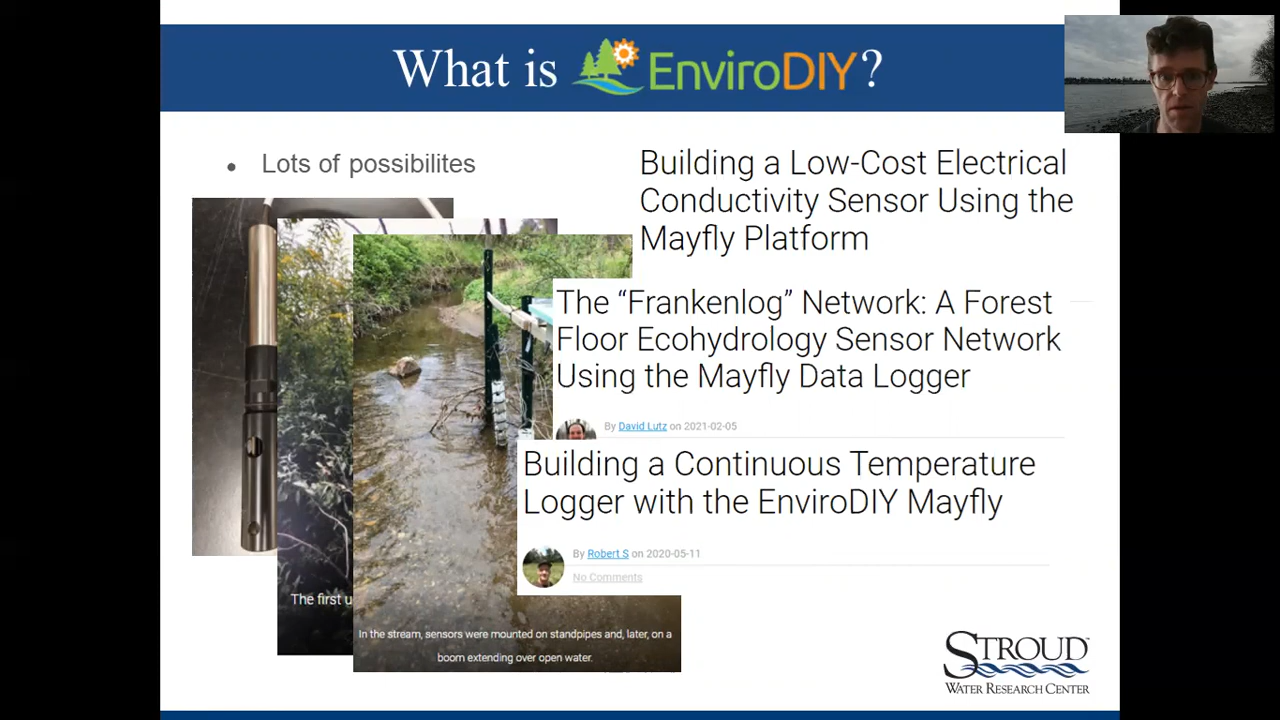 What is EnviroDIY?
• Lots of possibilites
Building a Low-Cost Electrical
Conductivity Sensor Using the
Mayfly Platform
The “Frankenlog” Network: A Forest
Floor Ecohydrology Sensor Network
Using the Mayfly Data Logger
By David Lutz on 2021-02-05
Building a Continuous Temperature
Logger with the EnviroDIY Mayfly
By Robert S on 2020-05-11
No Comments
The first u
In the stream, sensors were mounted on standpipes and, later, on a
boom extending over open water.
STROUD
WATER RESEARCH CENTER